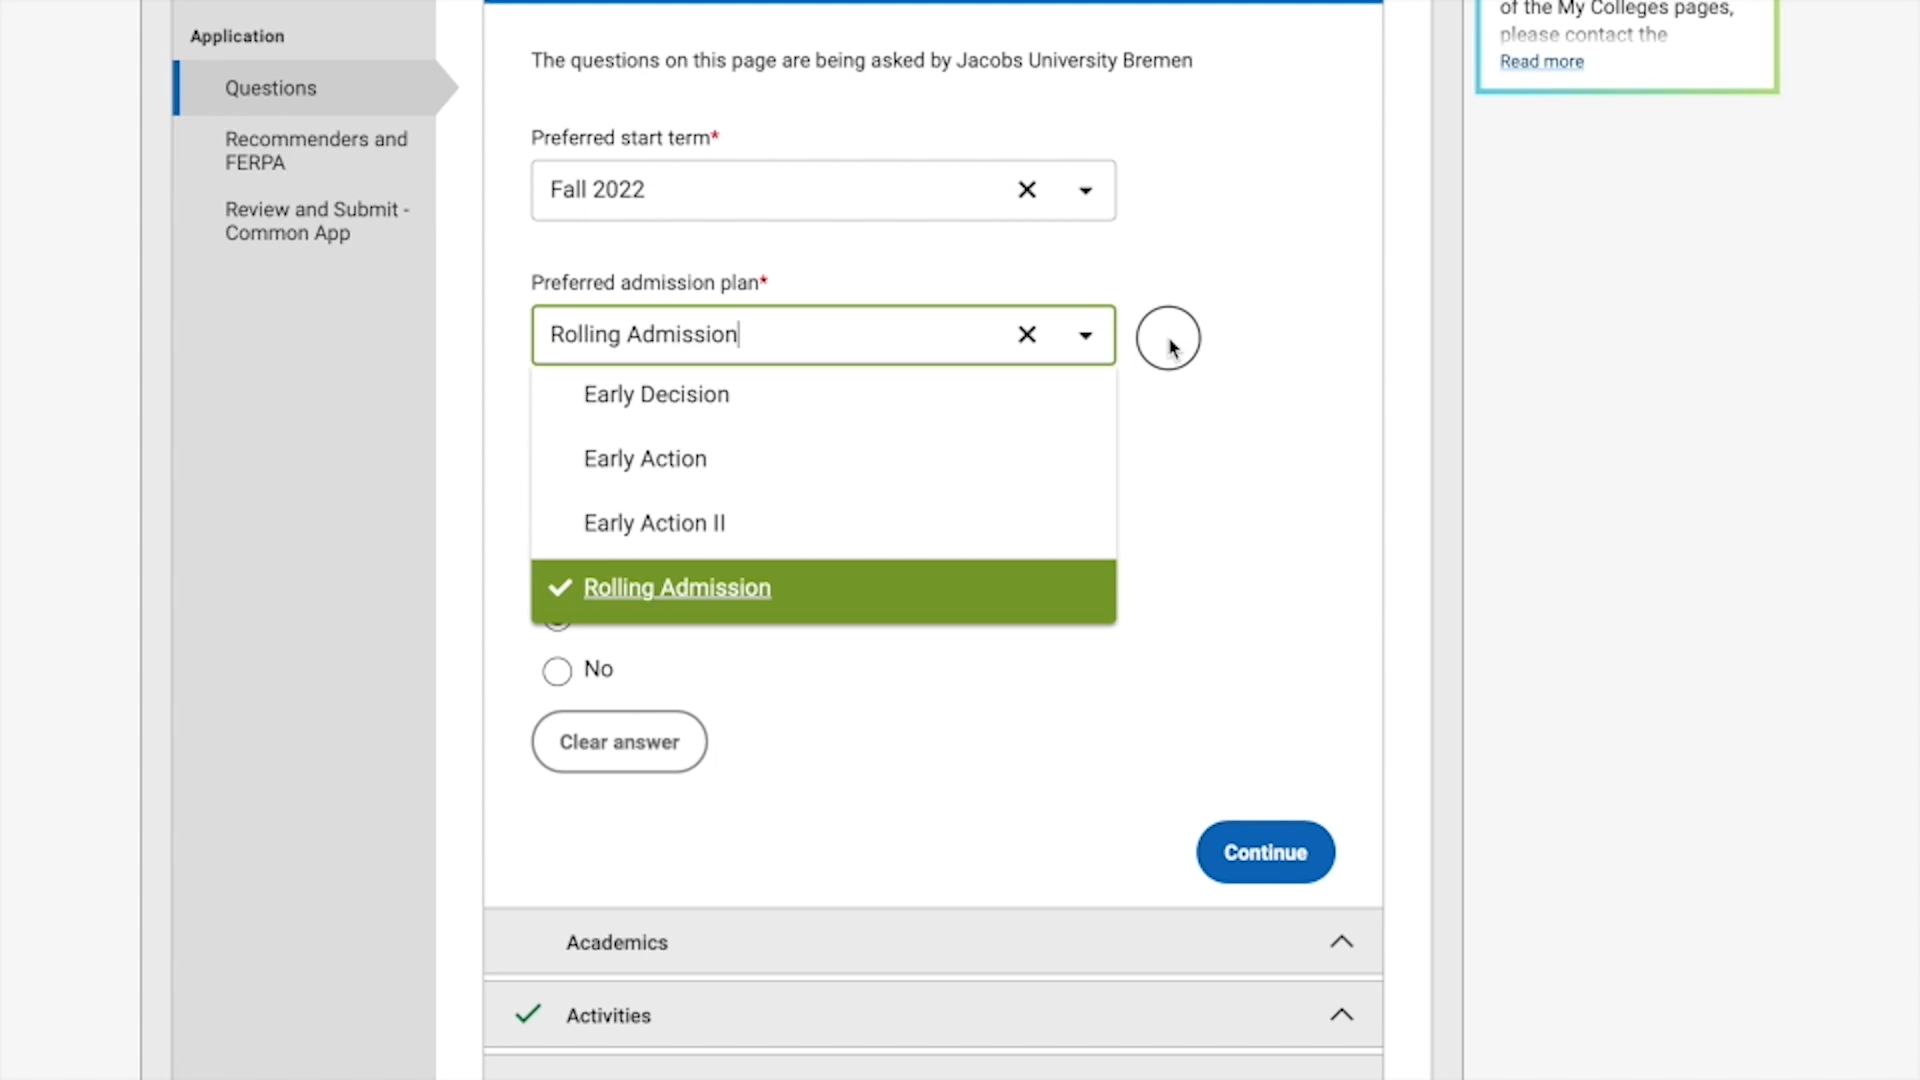 Application
Questions
Recommenders and
FERPA
Review and Submit -
Common App
The questions on this page are being asked by Jacobs University Bremen
Preferred start term*
Fall 2022
Preferred admission plan*
Rolling Admission
Early Decision
Early Action
Early Action II
Rolling Admission
No
Clear answer
Continue
Academics
Activities
of the My Colleges pages,
please contact the
Read more